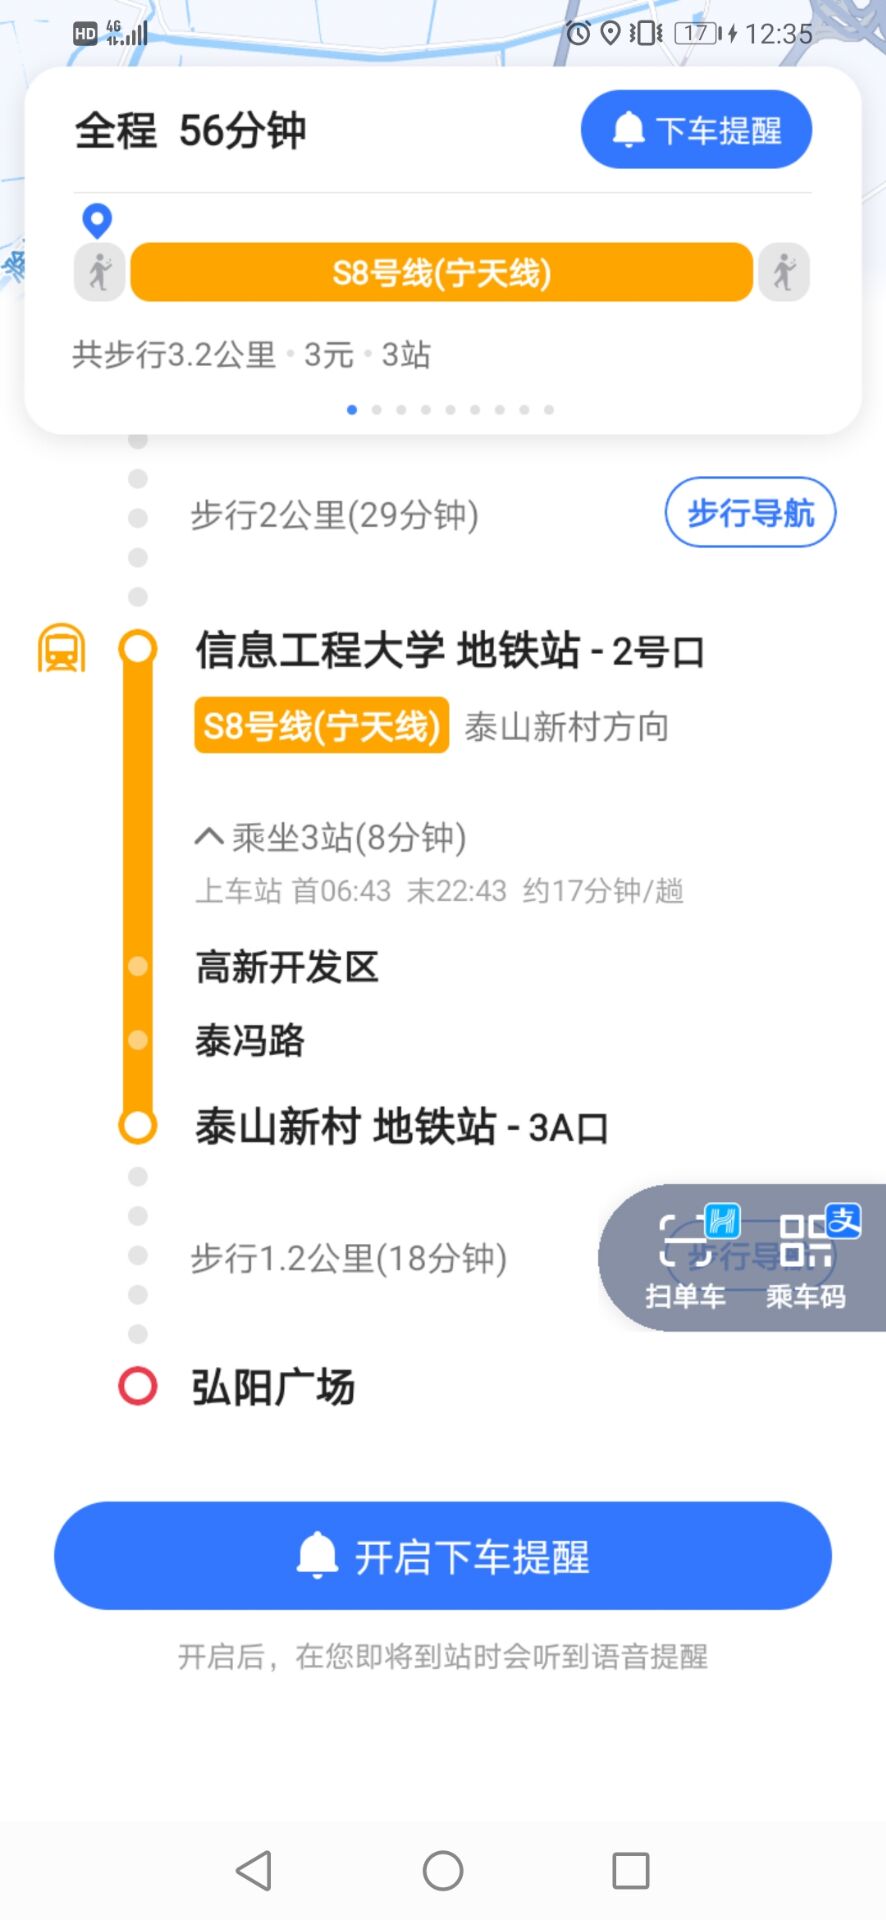 HD 4G 17 12:35
全程 56分钟 下车提醒
S8号线(宁天线)
共步行3.2公里·3元·3站
步行2公里(29分钟) 步行导航
信息工程大学 地铁站 - 2号口
S8号线(宁天线) 泰山新村方向
乘坐3站(8分钟)
上车站 首06:43 末22:43 约17分钟/趟
高新开发区
泰冯路
泰山新村 地铁站 - 3A口
步行1.2公里(18分钟) 步行导航
支
扫单车 乘车码
弘阳广场
开启下车提醒
开启后，在您即将到站时会听到语音提醒